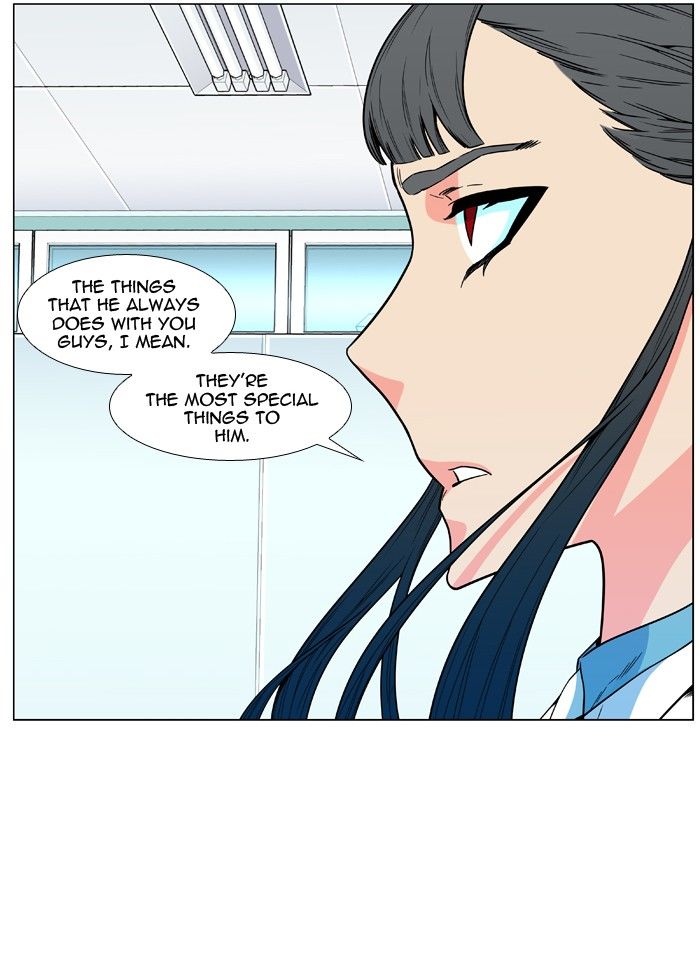 THE THINGS
THAT HE ALWAYS
DOES WITH YOU
GUYS, I MEAN.
THEY'RE
THE MOST SPECIAL
THINGS TO
HIM.